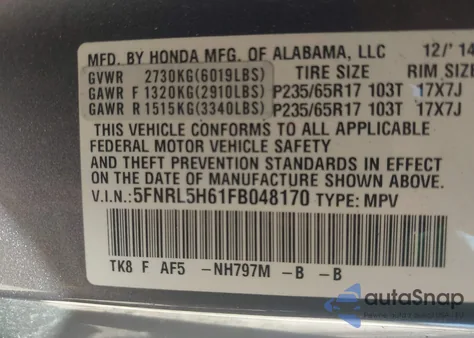 MFD. BY HONDA MFG. OF ALABAMA, LLC 12/'14
GVWR 2730KG(6019LBS) TIRE SIZE RIM SIZE
GAWR F 1320KG(2910LBS) P235/65R17 103T 17X7J
GAWR R 1515KG(3340LBS) P235/65R17 103T 17X7J
THIS VEHICLE CONFORMS TO ALL APPLICABLE
FEDERAL MOTOR VEHICLE SAFETY
AND THEFT PREVENTION STANDARDS IN EFFECT
ON THE DATE OF MANUFACTURE SHOWN ABOVE.
V.I.N.:5FNRL5H61FB048170 TYPE: MPV
TK8 F AF5 -NH797M -B -B
autoSnap